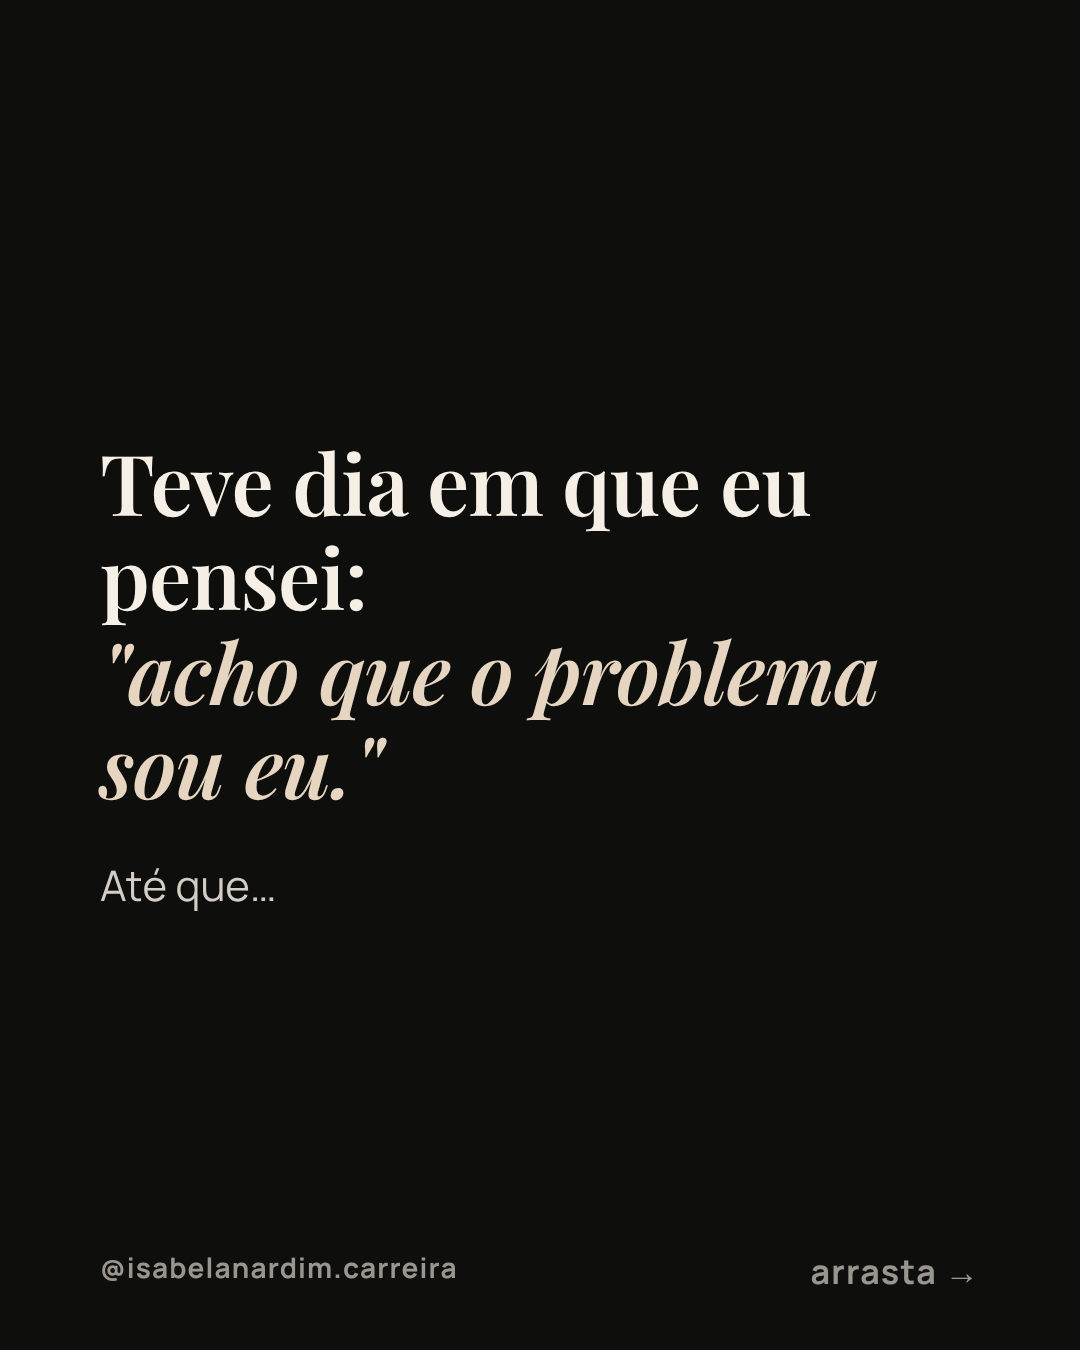 Teve dia em que eu
pensei:
"acho que o problema
sou eu."
Até que...
@isabelanardim.carreira
arrasta →